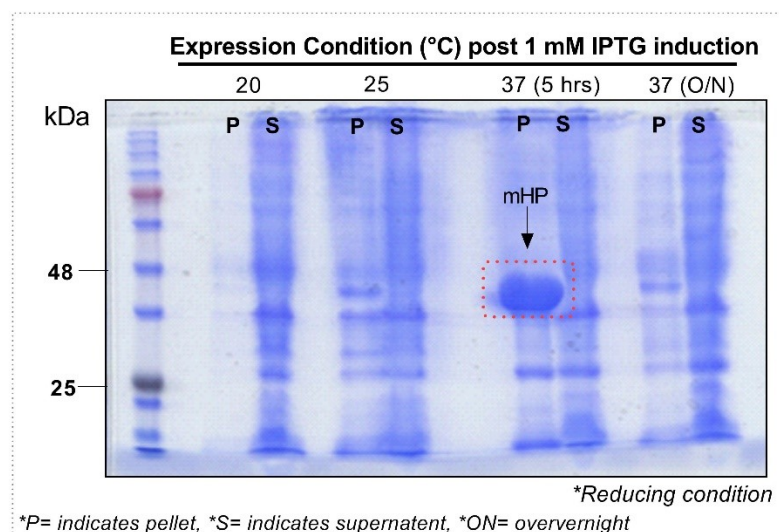 Expression Condition (°C) post 1 mM IPTG induction
20 25 37 (5 hrs) 37 (O/N)
kDa P S P S P S P S
mHP
48
25
*Reducing condition
*P= indicates pellet, *S= indicates supernatent, *ON= oververnight